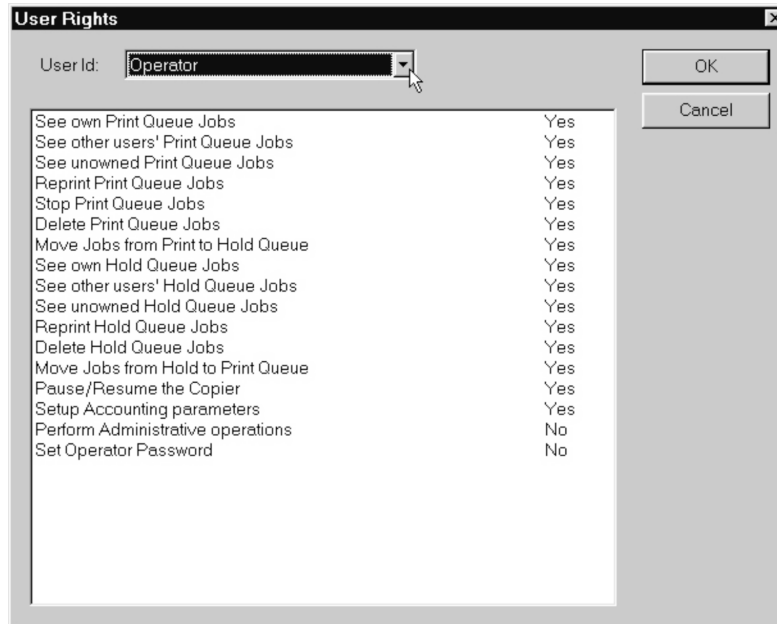 User Rights
User Id: Operator
OK
Cancel
See own Print Queue Jobs Yes
See other users' Print Queue Jobs Yes
See unowned Print Queue Jobs Yes
Reprint Print Queue Jobs Yes
Stop Print Queue Jobs Yes
Delete Print Queue Jobs Yes
Move Jobs from Print to Hold Queue Yes
See own Hold Queue Jobs Yes
See other users' Hold Queue Jobs Yes
See unowned Hold Queue Jobs Yes
Reprint Hold Queue Jobs Yes
Delete Hold Queue Jobs Yes
Move Jobs from Hold to Print Queue Yes
Pause/Resume the Copier Yes
Setup Accounting parameters Yes
Perform Administrative operations No
Set Operator Password No